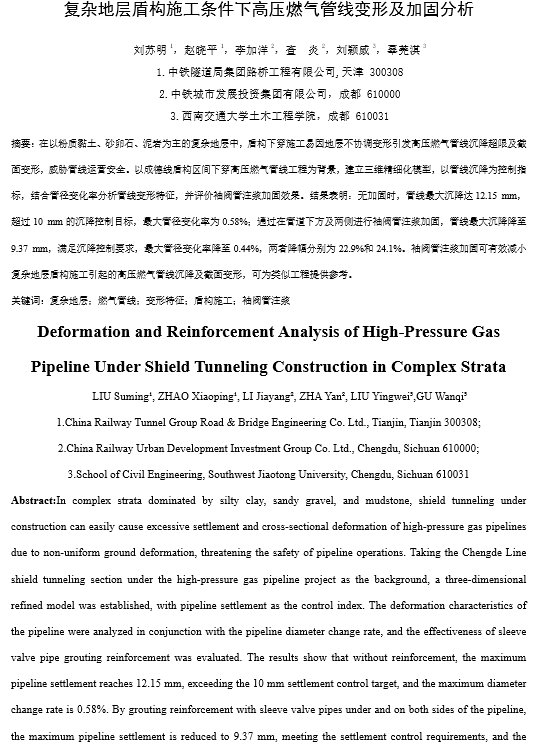 复杂地层盾构施工条件下高压燃气管线变形及加固分析
刘苏明¹，赵晓平¹，李加洋²，查 炎²，刘颖威³，辜菀淇³
1.中铁隧道局集团路桥工程有限公司,天津 300308
2.中铁城市发展投资集团有限公司，成都 610000
3.西南交通大学土木工程学院，成都 610031
摘要：在以粉质黏土、砂卵石、泥岩为主的复杂地层中，盾构下穿施工易因地层不协调变形引发高压燃气管线沉降超限及截
面变形，威胁管线运营安全。以成德线盾构区间下穿高压燃气管线工程为背景，建立三维精细化模型，以管线沉降为控制指
标，结合管径变化率分析管线变形特征，并评价袖阀管注浆加固效果。结果表明：无加固时，管线最大沉降达 12.15 mm，
超过 10 mm 的沉降控制目标，最大管径变化率为 0.58%；通过在管道下方及两侧进行袖阀管注浆加固，管线最大沉降降至
9.37 mm，满足沉降控制要求，最大管径变化率降至 0.44%，两者降幅分别为 22.9%和 24.1%。袖阀管注浆加固可有效减小
复杂地层盾构施工引起的高压燃气管线沉降及截面变形，可为类似工程提供参考。
关键词：复杂地层；燃气管线；变形特征；盾构施工；袖阀管注浆
Deformation and Reinforcement Analysis of High-Pressure Gas
Pipeline Under Shield Tunneling Construction in Complex Strata
LIU Suming¹, ZHAO Xiaoping¹, LI Jiayang², ZHA Yan², LIU Yingwei³,GU Wanqi³
1.China Railway Tunnel Group Road & Bridge Engineering Co. Ltd., Tianjin, Tianjin 300308;
2.China Railway Urban Development Investment Group Co. Ltd., Chengdu, Sichuan 610000;
3.School of Civil Engineering, Southwest Jiaotong University, Chengdu, Sichuan 610031
Abstract:In complex strata dominated by silty clay, sandy gravel, and mudstone, shield tunneling under
construction can easily cause excessive settlement and cross-sectional deformation of high-pressure gas pipelines
due to non-uniform ground deformation, threatening the safety of pipeline operations. Taking the Chengde Line
shield tunneling section under the high-pressure gas pipeline project as the background, a three-dimensional
refined model was established, with pipeline settlement as the control index. The deformation characteristics of
the pipeline were analyzed in conjunction with the pipeline diameter change rate, and the effectiveness of sleeve
valve pipe grouting reinforcement was evaluated. The results show that without reinforcement, the maximum
pipeline settlement reaches 12.15 mm, exceeding the 10 mm settlement control target, and the maximum diameter
change rate is 0.58%. By grouting reinforcement with sleeve valve pipes under and on both sides of the pipeline,
the maximum pipeline settlement is reduced to 9.37 mm, meeting the settlement control requirements, and the